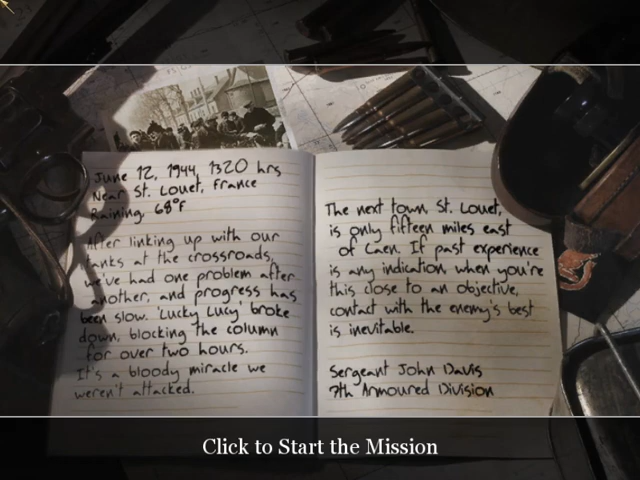 June 12, 1944, 1320 hrs
Near St. Louet, France
Raining, 68°F
After linking up with our
tanks at the crossroads,
we've had one problem after
another, and progress has
been slow. 'Lucky Lucy' broke
down, blocking the column
for over two hours.
It's a bloody miracle we
weren't attacked.
The next town, St. Louet,
is only fifteen miles east
of Caen. If past experience
is any indication, when you're
this close to an objective,
contact with the enemy's best
is inevitable.
Sergeant John Davis
7th Armoured Division
Click to Start the Mission